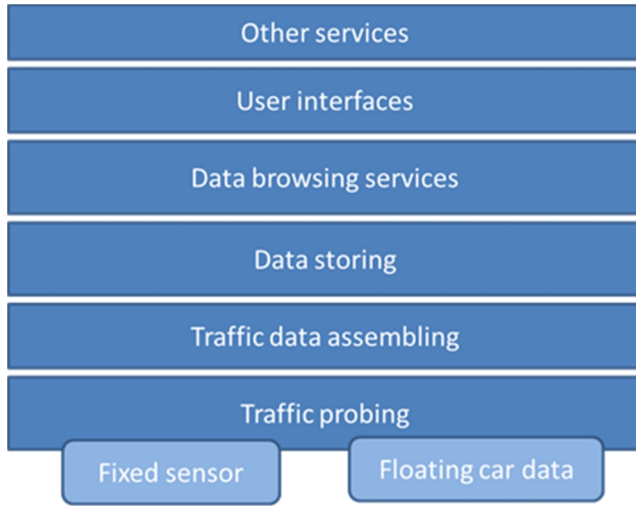 Other services
User interfaces
Data browsing services
Data storing
Traffic data assembling
Traffic probing
Fixed sensor
Floating car data